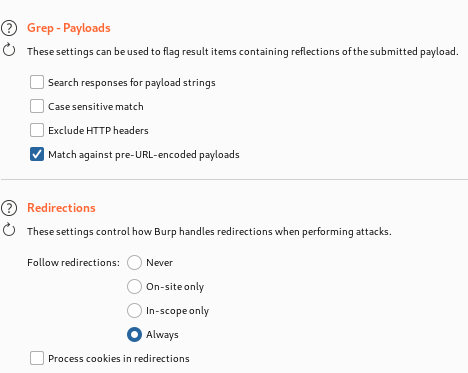 Grep - Payloads
These settings can be used to flag result items containing reflections of the submitted payload.
Search responses for payload strings
Case sensitive match
Exclude HTTP headers
Match against pre-URL-encoded payloads
Redirections
These settings control how Burp handles redirections when performing attacks.
Follow redirections: Never
On-site only
In-scope only
Always
Process cookies in redirections